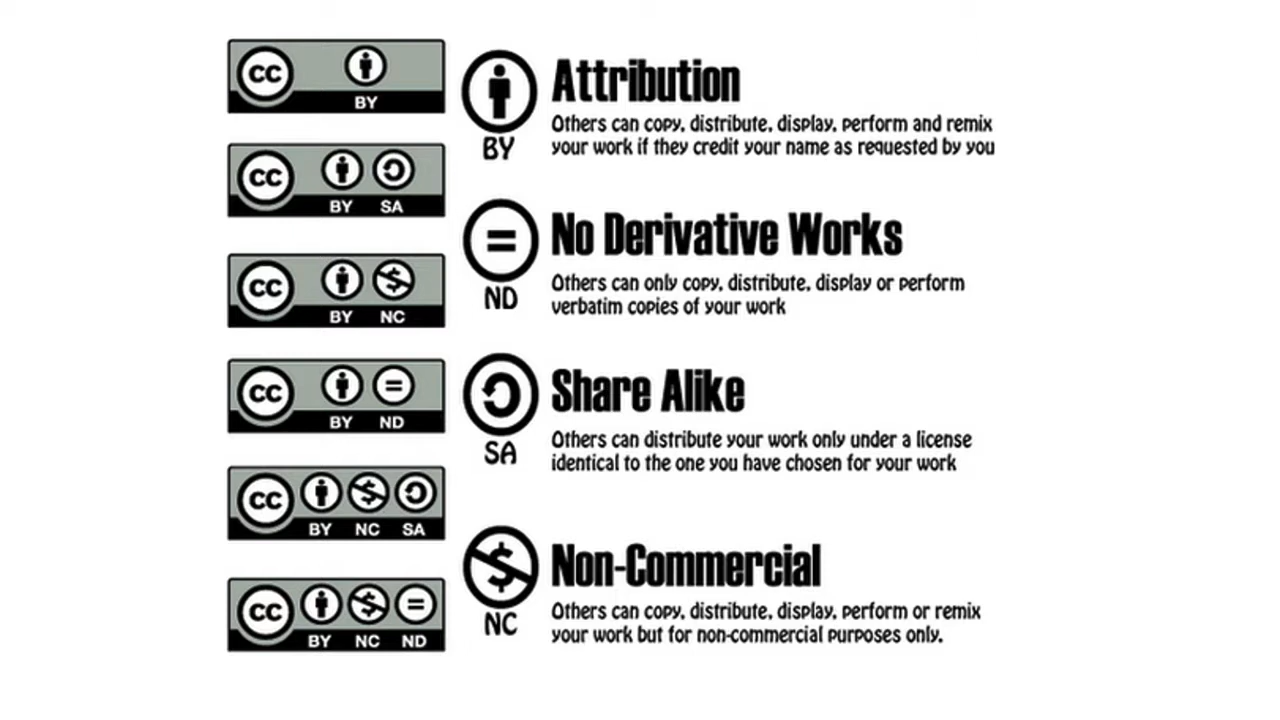 CC
BY
CC
BY SA
CC
BY NC
CC
BY ND
CC
BY NC SA
CC
BY NC ND
BY
Attribution
Others can copy, distribute, display, perform and remix
your work if they credit your name as requested by you
ND
No Derivative Works
Others can only copy, distribute, display or perform
verbatim copies of your work
SA
Share Alike
Others can distribute your work only under a license
identical to the one you have chosen for your work
NC
Non-Commercial
Others can copy, distribute, display, perform or remix
your work but for non-commercial purposes only.